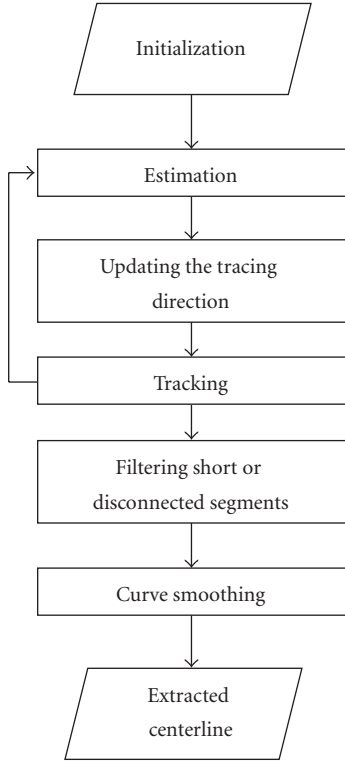 Initialization
Estimation
Updating the tracing
direction
Tracking
Filtering short or
disconnected segments
Curve smoothing
Extracted
centerline